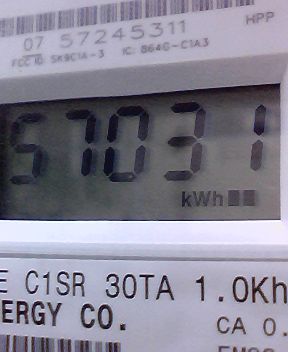 HPP
07 57245311
FCC ID: SK9C1A-3 IC: 864G-C1A3
57031
kWh
E C1SR 30TA 1.0Kh
ERGY CO.
CA 0.